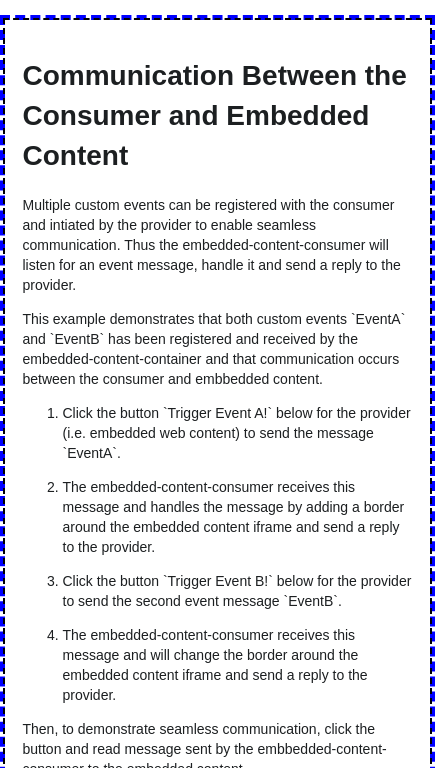 Communication Between the
Consumer and Embedded
Content
Multiple custom events can be registered with the consumer
and intiated by the provider to enable seamless
communication. Thus the embedded-content-consumer will
listen for an event message, handle it and send a reply to the
provider.
This example demonstrates that both custom events `EventA`
and `EventB` has been registered and received by the
embedded-content-container and that communication occurs
between the consumer and embbedded content.
1. Click the button `Trigger Event A!` below for the provider
(i.e. embedded web content) to send the message
`EventA`.
2. The embedded-content-consumer receives this
message and handles the message by adding a border
around the embedded content iframe and send a reply
to the provider.
3. Click the button `Trigger Event B!` below for the provider
to send the second event message `EventB`.
4. The embedded-content-consumer receives this
message and will change the border around the
embedded content iframe and send a reply to the
provider.
Then, to demonstrate seamless communication, click the
button and read message sent by the embbedded-content-
consumer to the embedded content.